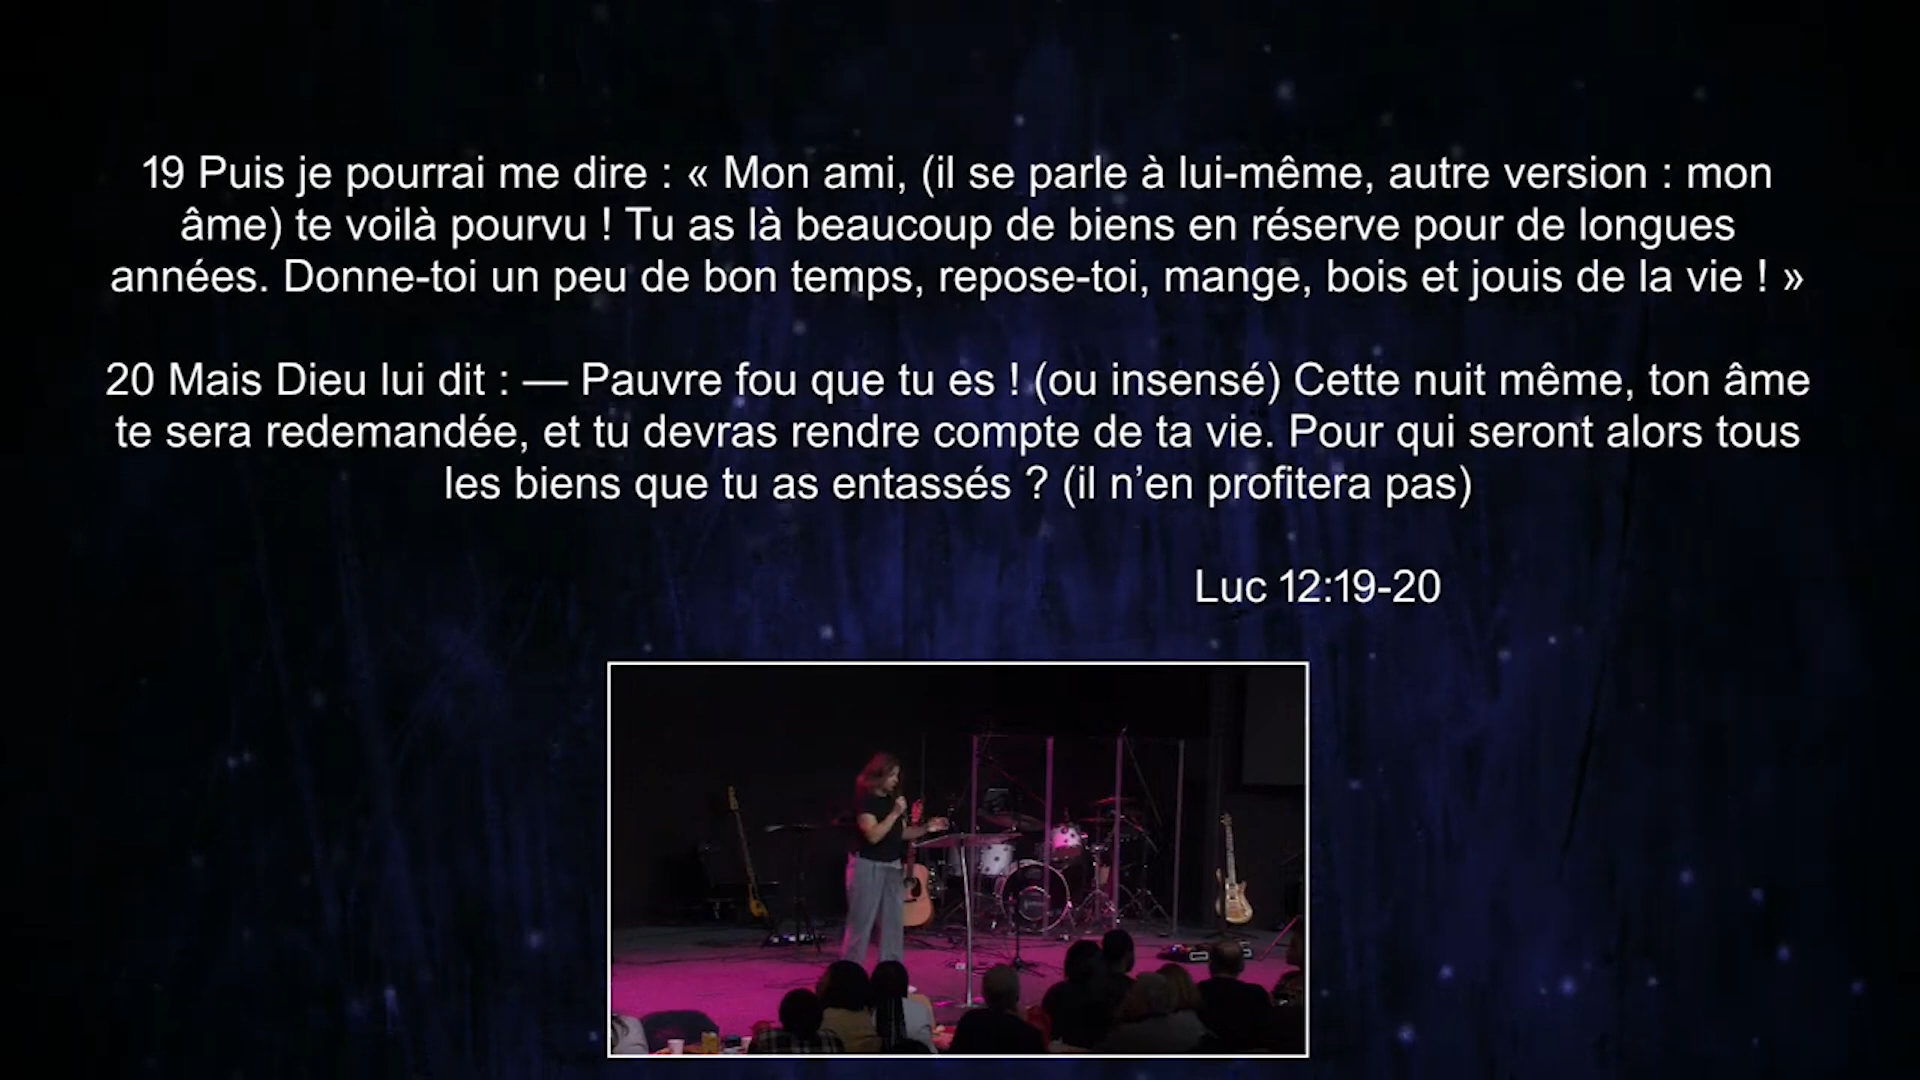 19 Puis je pourrai me dire : « Mon ami, (il se parle à lui-même, autre version : mon
âme) te voilà pourvu ! Tu as là beaucoup de biens en réserve pour de longues
années. Donne-toi un peu de bon temps, repose-toi, mange, bois et jouis de la vie ! »
20 Mais Dieu lui dit : — Pauvre fou que tu es ! (ou insensé) Cette nuit même, ton âme
te sera redemandée, et tu devras rendre compte de ta vie. Pour qui seront alors tous
les biens que tu as entassés ? (il n’en profitera pas)
Luc 12:19-20